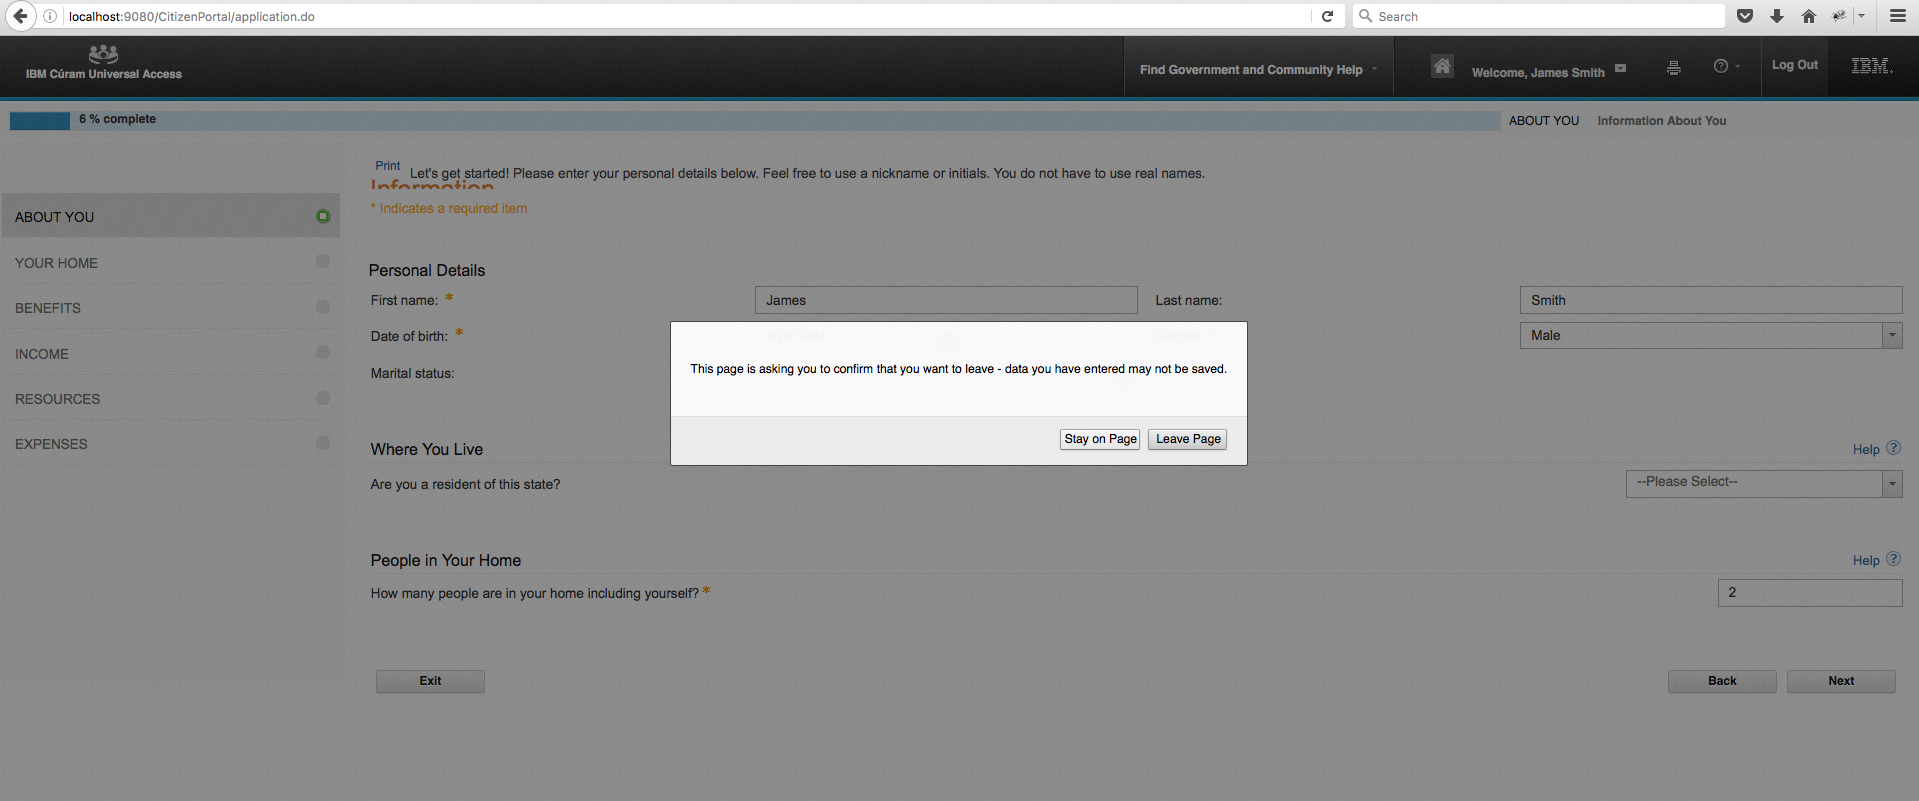 localhost:9080/CitizenPortal/application.do
Search
IBM Cúram Universal Access
Find Government and Community Help
Welcome, James Smith
Log Out
IBM
6 % complete
ABOUT YOU Information About You
Print
Let's get started! Please enter your personal details below. Feel free to use a nickname or initials. You do not have to use real names.
Information
* Indicates a required item
ABOUT YOU
YOUR HOME
BENEFITS
INCOME
RESOURCES
EXPENSES
Personal Details
First name: * James Last name: Smith
Date of birth: * 9/26/1964 Gender: Male
Marital status:
This page is asking you to confirm that you want to leave - data you have entered may not be saved.
Stay on Page Leave Page
Where You Live Help ?
Are you a resident of this state? --Please Select--
People in Your Home Help ?
How many people are in your home including yourself? * 2
Exit Back Next